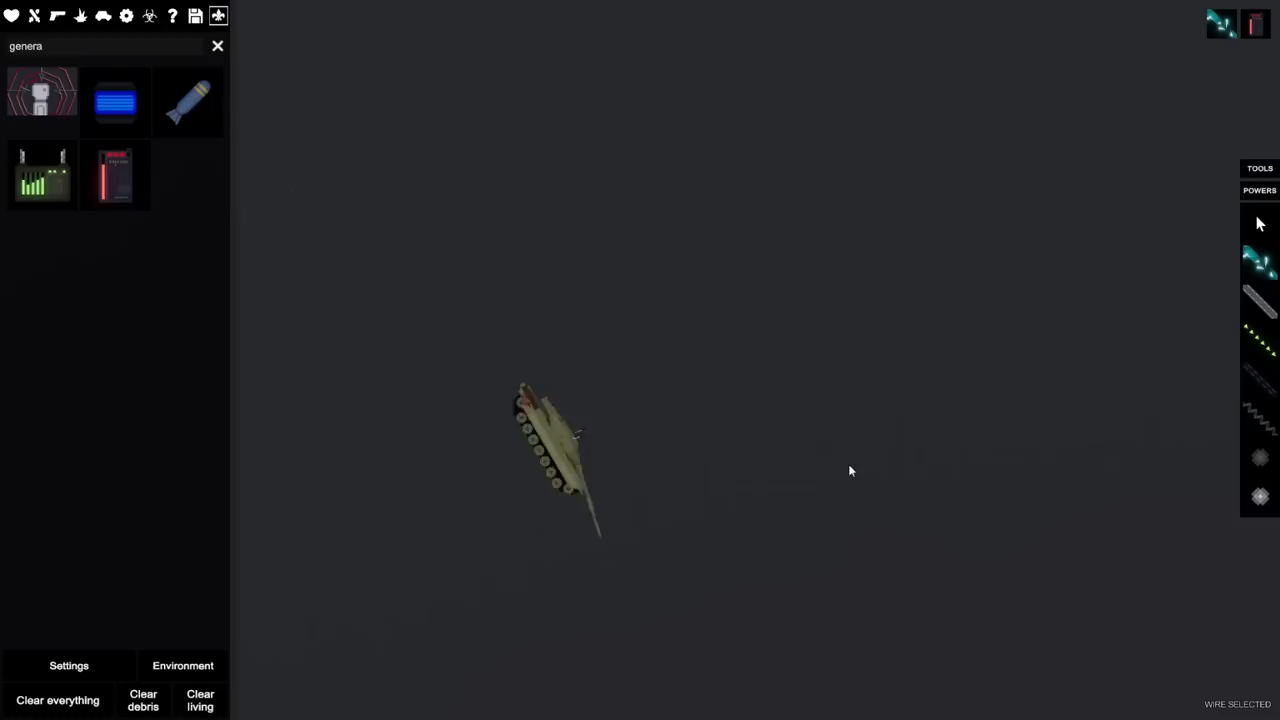 genera
TOOLS
POWERS
Settings
Environment
Clear everything
Clear debris
Clear living
WIRE SELECTED